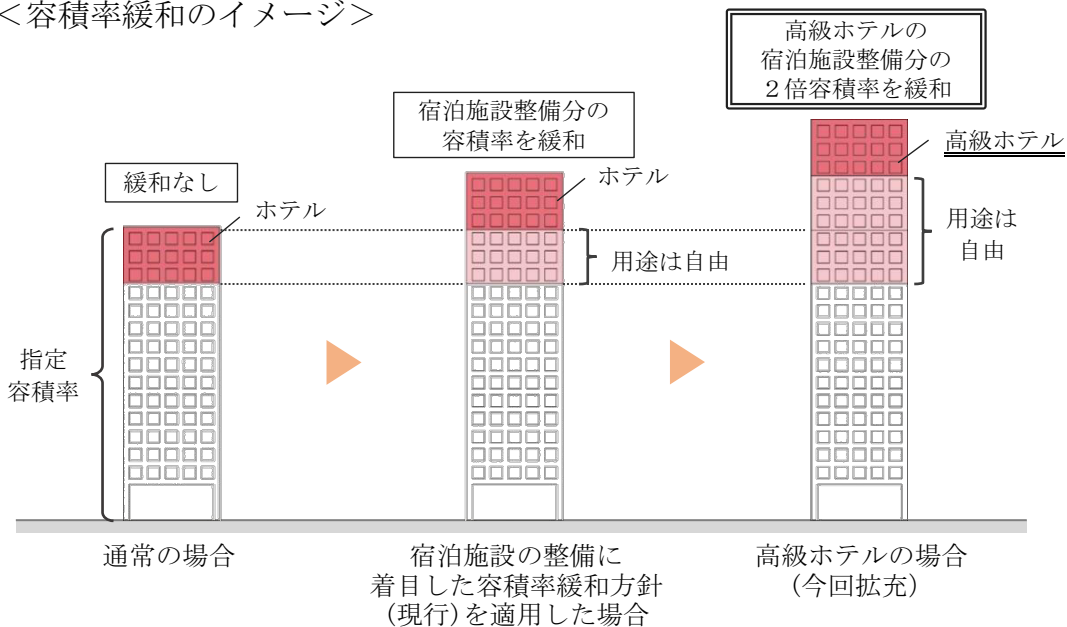 ＜容積率緩和のイメージ＞
高級ホテルの
宿泊施設整備分の
２倍容積率を緩和
宿泊施設整備分の
容積率を緩和
高級ホテル
緩和なし
ホテル
ホテル
用途は
自由
用途は自由
指定
容積率
通常の場合
宿泊施設の整備に
着目した容積率緩和方針
(現行)を適用した場合
高級ホテルの場合
(今回拡充)